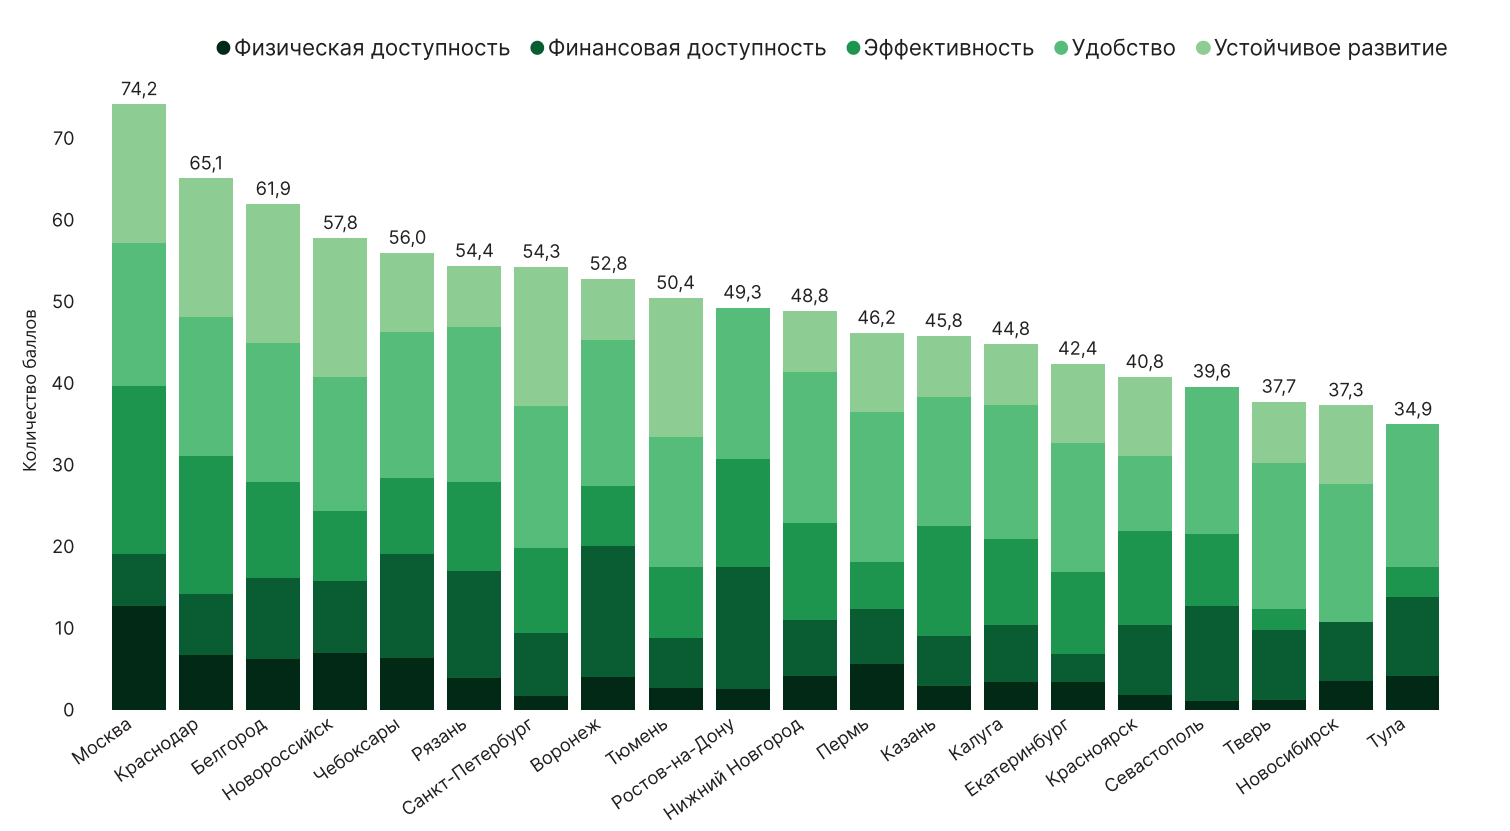 Физическая доступность Финансовая доступность Эффективность Удобство Устойчивое развитие
Количество баллов
70
60
50
40
30
20
10
0
74,2
65,1
61,9
57,8
56,0
54,4
54,3
52,8
50,4
49,3
48,8
46,2
45,8
44,8
42,4
40,8
39,6
37,7
37,3
34,9
Москва
Краснодар
Белгород
Новороссийск
Чебоксары
Рязань
Санкт-Петербург
Воронеж
Тюмень
Ростов-на-Дону
Нижний Новгород
Пермь
Казань
Калуга
Екатеринбург
Красноярск
Севастополь
Тверь
Новосибирск
Тула